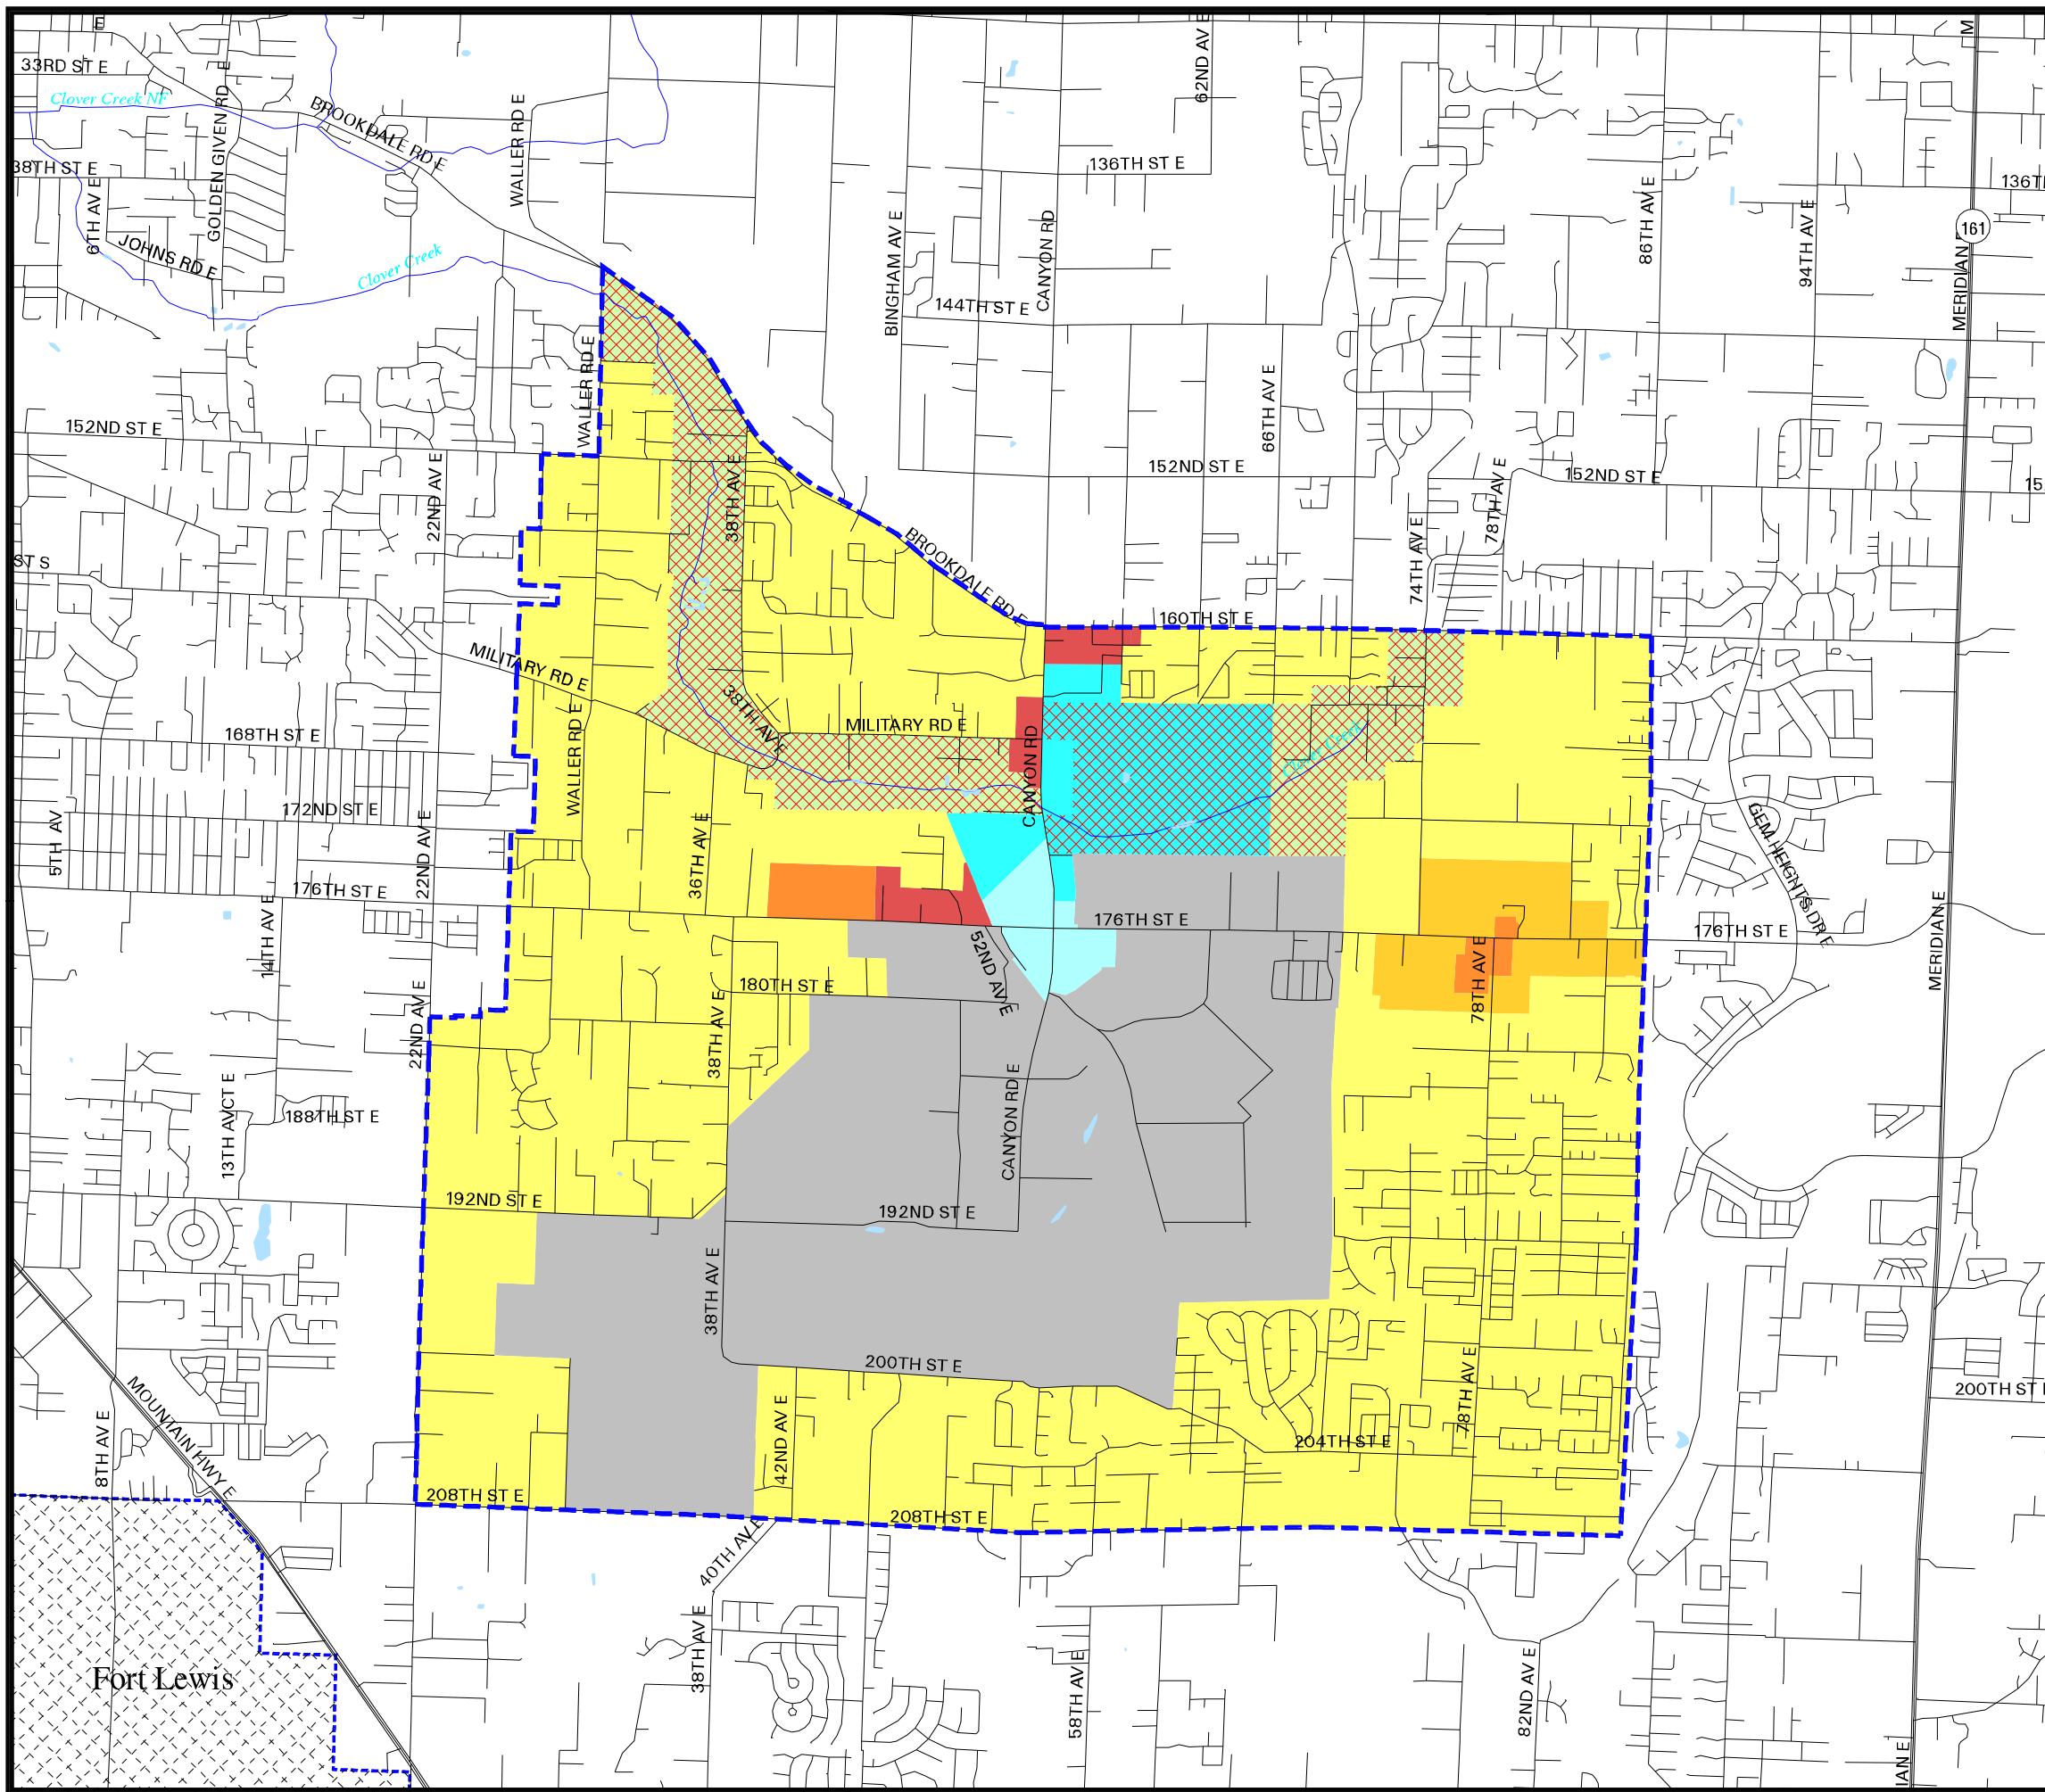 E
62ND AV E
M
33RD ST E
Clover Creek NF
GOLDEN GIVEN RD E
BROOKDALE RD E
WALLER RD E
38TH ST E
136TH ST E
136TH
6TH AV E
JOHNS RD E
Clover Creek
BINGHAM AV E
CANYON RD
86TH AV E
94TH AV E
161
MERIDIAN E
144TH ST E
WALLER RD E
66TH AV E
152ND ST E
22ND AV E
38TH AV E
152ND ST E
74TH AV E
78TH AV E
152ND ST E
15
ST S
BROOKDALE RD E
160TH ST E
MILITARY RD E
38TH AV E
MILITARY RD E
168TH ST E
WALLER RD E
CANYON RD
172ND ST E
5TH AV
22ND AV E
36TH AV E
GEM HEIGHTS DR E
176TH ST E
14TH AV E
176TH ST E
176TH ST E
52ND AV E
78TH AV E
MERIDIAN E
22ND AV E
180TH ST E
38TH AV E
13TH AVCT E
188TH ST E
CANYON RD E
192ND ST E
192ND ST E
38TH AV E
200TH ST E
MOUNTAIN HWY E
8TH AV E
42ND AV E
78TH AV E
200TH ST
204TH ST E
208TH ST E
208TH ST E
40TH AV E
Fort Lewis
38TH AV E
58TH AV E
82ND AV E
IAN E